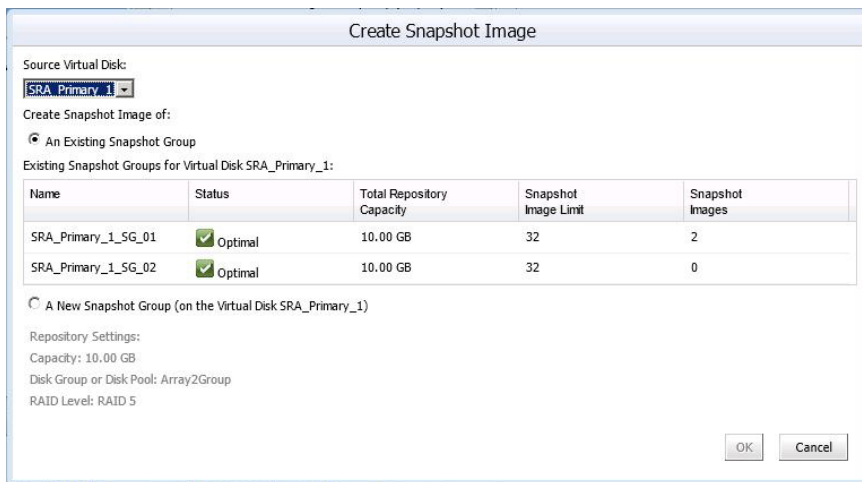 Create Snapshot Image
Source Virtual Disk:
SRA_Primary_1
Create Snapshot Image of:
An Existing Snapshot Group
Existing Snapshot Groups for Virtual Disk SRA_Primary_1:
Name Status Total Repository Capacity Snapshot Image Limit Snapshot Images
SRA_Primary_1_SG_01 Optimal 10.00 GB 32 2
SRA_Primary_1_SG_02 Optimal 10.00 GB 32 0
A New Snapshot Group (on the Virtual Disk SRA_Primary_1)
Repository Settings:
Capacity: 10.00 GB
Disk Group or Disk Pool: Array2Group
RAID Level: RAID 5
OK Cancel